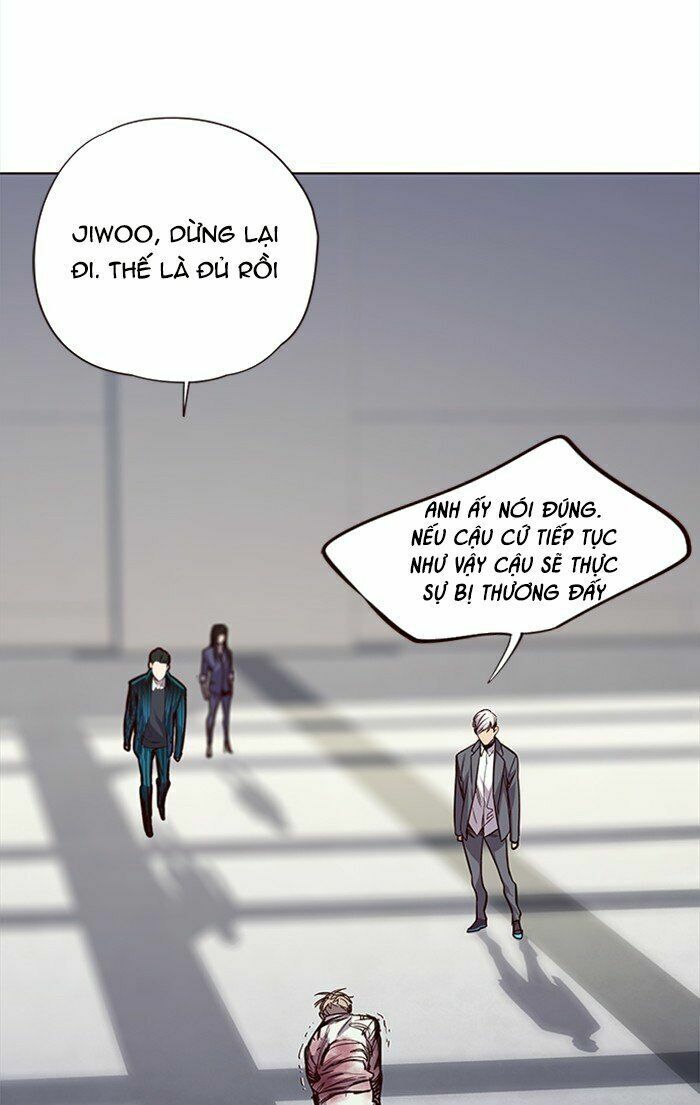 JIWOO, DỪNG LẠI
ĐI. THẾ LÀ ĐỦ RỒI
ANH ẤY NÓI ĐÚNG.
NẾU CẬU CỨ TIẾP TỤC
NHƯ VẬY CẬU SẼ THỰC
SỰ BỊ THƯƠNG ĐẤY